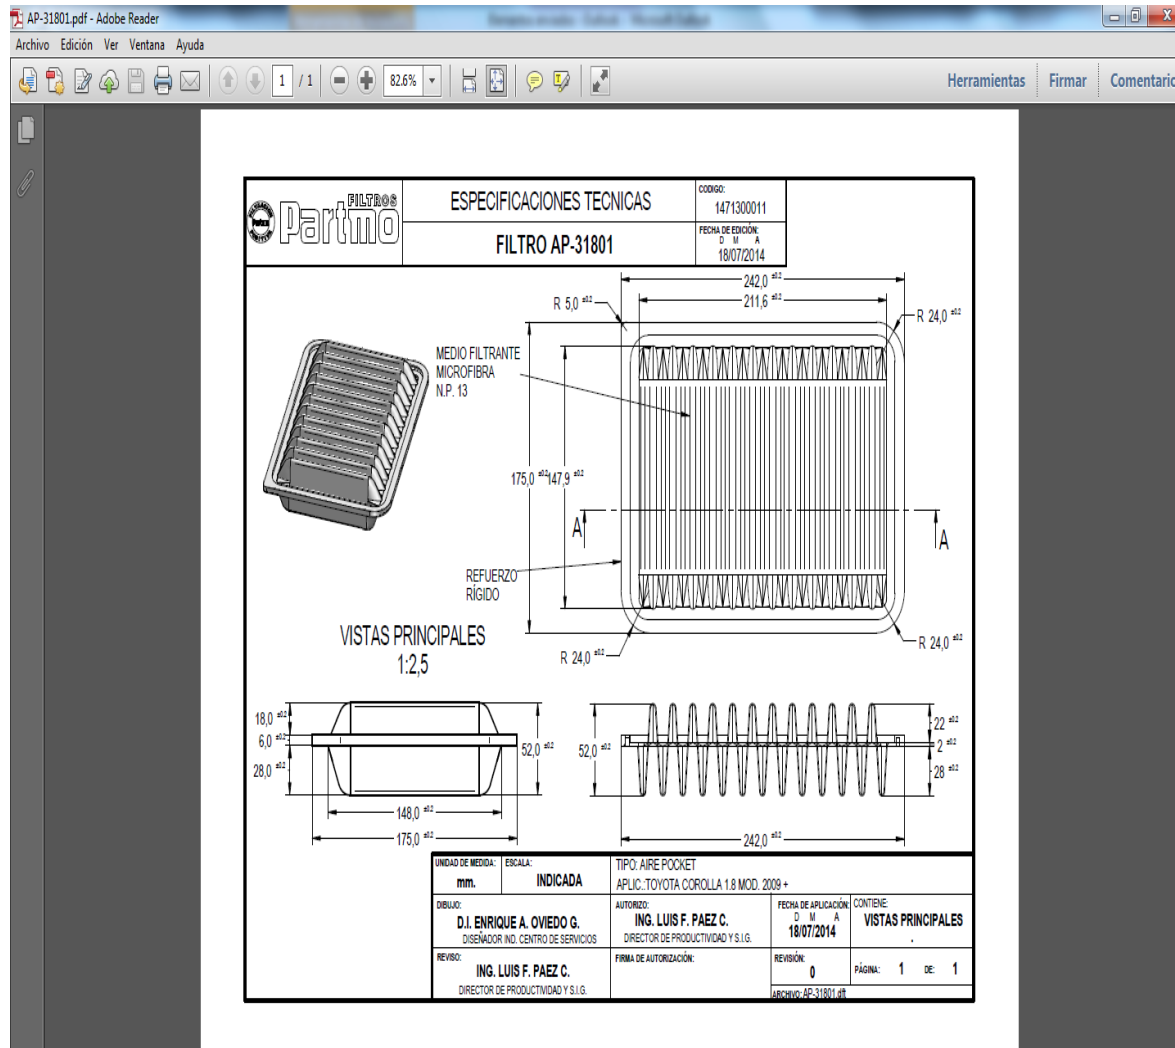 AP-31801.pdf - Adobe Reader
Archivo Edición Ver Ventana Ayuda
1 / 1 82.6% Herramientas Firmar Comentaric
FILTROS
Partmo
ESPECIFICACIONES TECNICAS
FILTRO AP-31801
CODIGO:
1471300011
FECHA DE EDICIÓN:
D M A
18/07/2014
242,0 ±0.2
211,6 ±0.2
R 5,0 ±0.2
R 24,0 ±0.2
MEDIO FILTRANTE
MICROFIBRA
N.P. 13
175,0 ±0.2
147,9 ±0.2
A
A
REFUERZO
RÍGIDO
R 24,0 ±0.2
R 24,0 ±0.2
VISTAS PRINCIPALES
1:2,5
18,0 ±0.2
6,0 ±0.2
28,0 ±0.2
52,0 ±0.2
148,0 ±0.2
175,0 ±0.2
52,0 ±0.2
22 ±0.2
2 ±0.2
28 ±0.2
242,0 ±0.2
UNIDAD DE MEDIDA:
mm.
ESCALA:
INDICADA
TIPO: AIRE POCKET
APLIC.:TOYOTA COROLLA 1.8 MOD. 2009 +
DIBUJO:
D.I. ENRIQUE A. OVIEDO G.
DISEÑADOR IND. CENTRO DE SERVICIOS
AUTORIZO:
ING. LUIS F. PAEZ C.
DIRECTOR DE PRODUCTIVIDAD Y S.I.G.
FECHA DE APLICACIÓN:
D M A
18/07/2014
CONTIENE:
VISTAS PRINCIPALES
.
REVISO:
ING. LUIS F. PAEZ C.
DIRECTOR DE PRODUCTIVIDAD Y S.I.G.
FIRMA DE AUTORIZACIÓN:
REVISIÓN:
0
PÁGINA: 1 DE: 1
ARCHIVO: AP-31801.dft